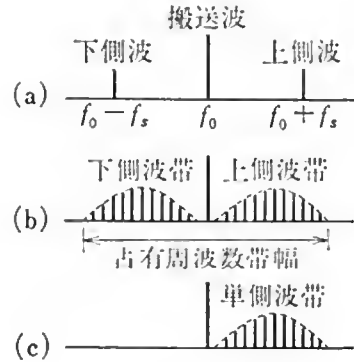 搬送波
下側波 上側波
(a)
f₀−fₛ f₀ f₀+fₛ
下側波帯 上側波帯
(b)
占有周波数帯幅
単側波帯
(c)